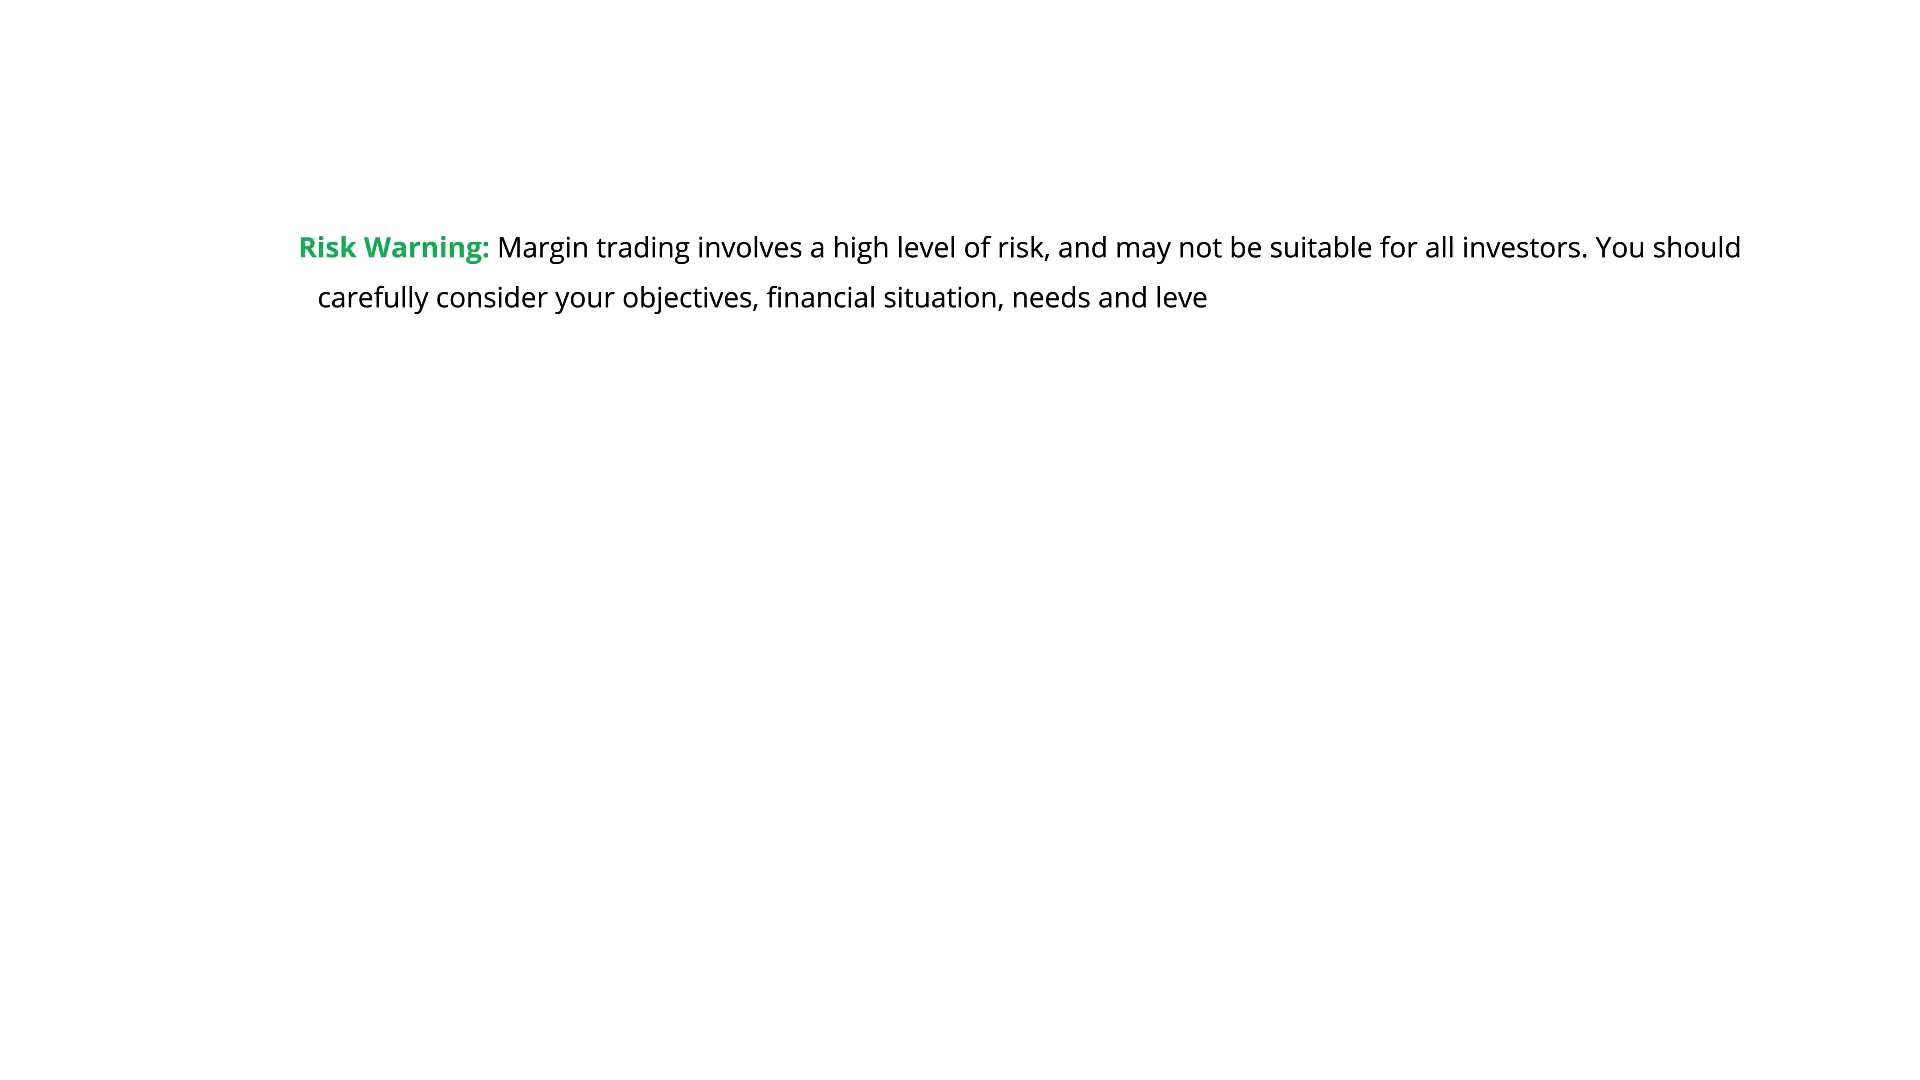 Risk Warning: Margin trading involves a high level of risk, and may not be suitable for all investors. You should
carefully consider your objectives, financial situation, needs and leve